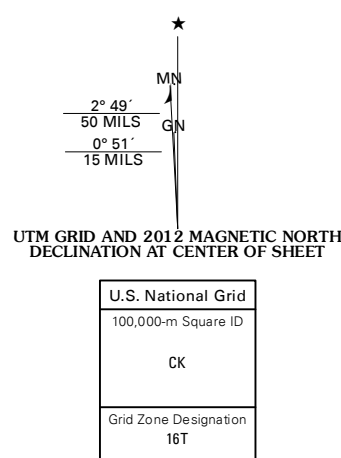 MN
2° 49´
50 MILS
GN
0° 51´
15 MILS
UTM GRID AND 2012 MAGNETIC NORTH
DECLINATION AT CENTER OF SHEET
U.S. National Grid
100,000-m Square ID
CK
Grid Zone Designation
16T